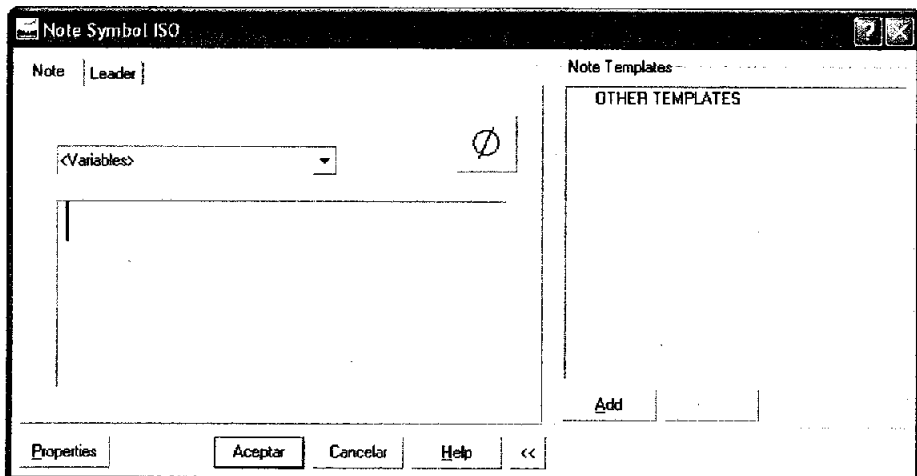 Note Symbol ISO
Note Leader
<Variables>
Ø
Note Templates
OTHER TEMPLATES
Add
Properties Aceptar Cancelar Help <<